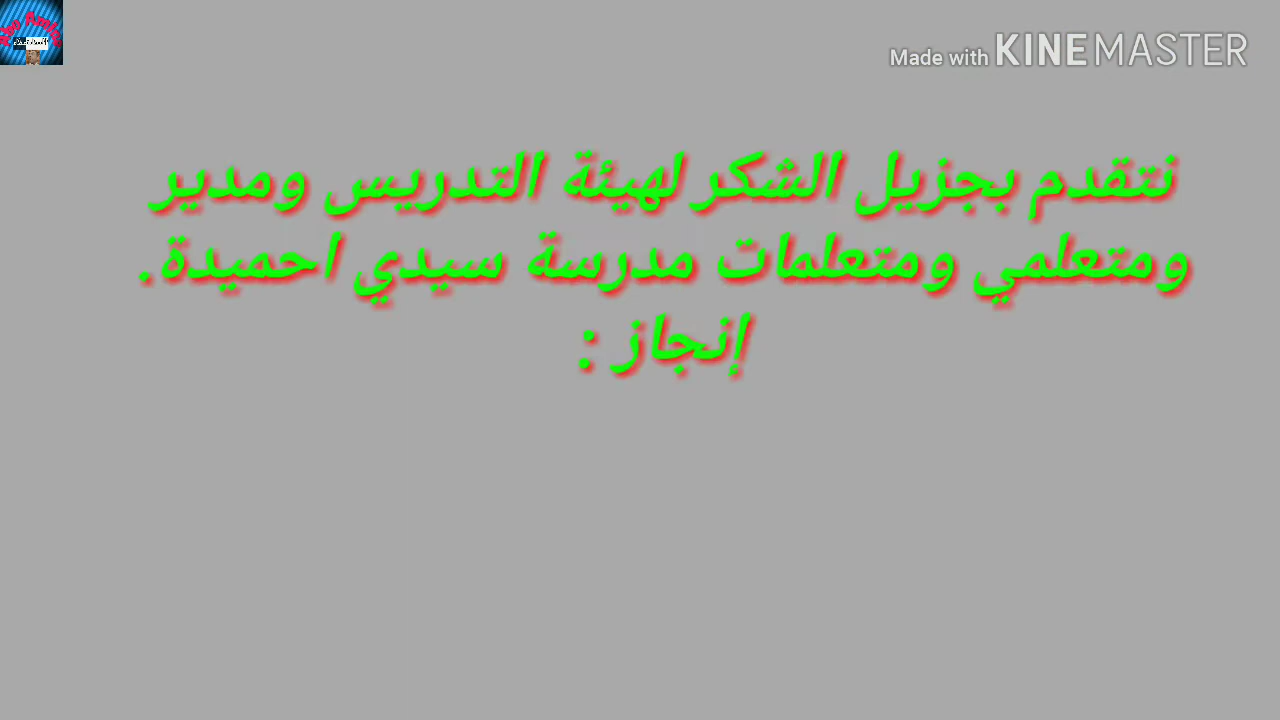 Made with KINEMASTER
نتقدم بجزيل الشكر لهيئة التدريس ومدير
ومتعلمي ومتعلمات مدرسة سيدي احميدة.
إنجاز :